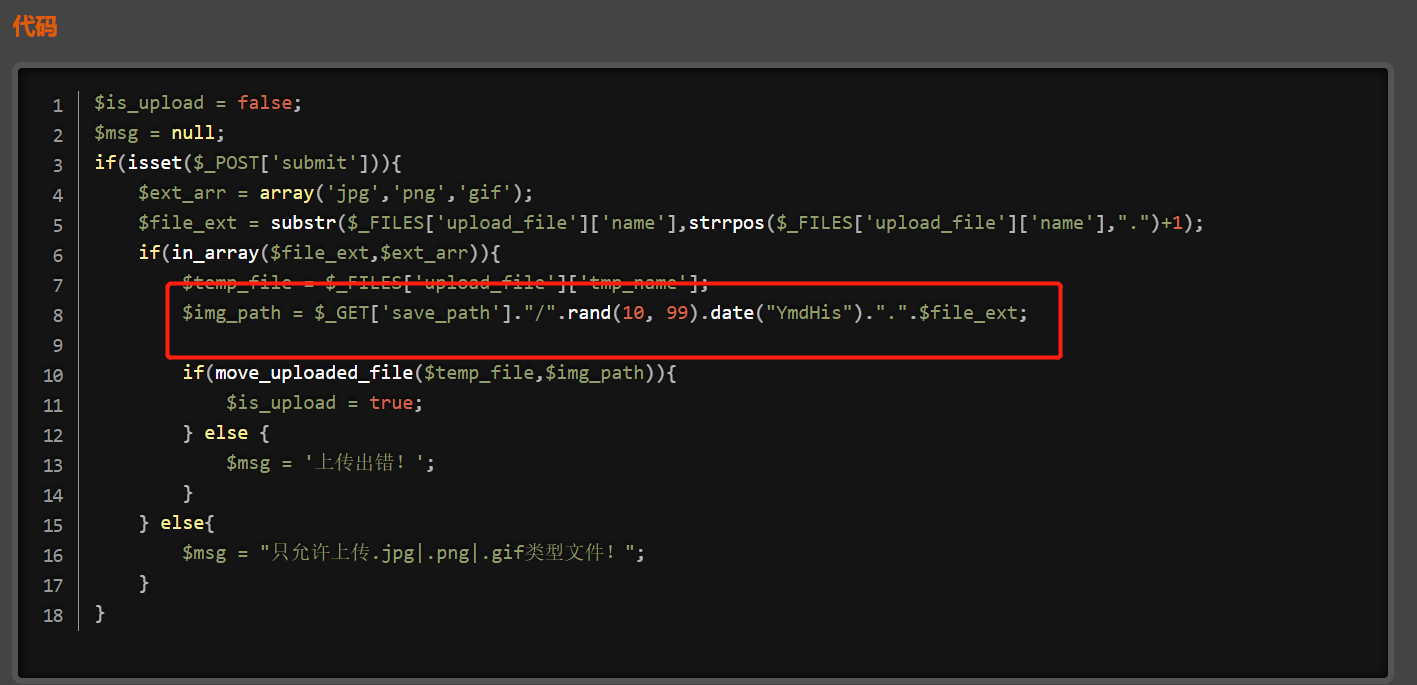 代码
1 $is_upload = false;
2 $msg = null;
3 if(isset($_POST['submit'])){
4     $ext_arr = array('jpg','png','gif');
5     $file_ext = substr($_FILES['upload_file']['name'],strrpos($_FILES['upload_file']['name'],".")+1);
6     if(in_array($file_ext,$ext_arr)){
7         $temp_file = $_FILES['upload_file']['tmp_name'];
8         $img_path = $_GET['save_path']."/".rand(10, 99).date("YmdHis").".".$file_ext;
9
10         if(move_uploaded_file($temp_file,$img_path)){
11             $is_upload = true;
12         } else {
13             $msg = '上传出错！';
14         }
15     } else{
16         $msg = "只允许上传.jpg|.png|.gif类型文件！";
17     }
18 }